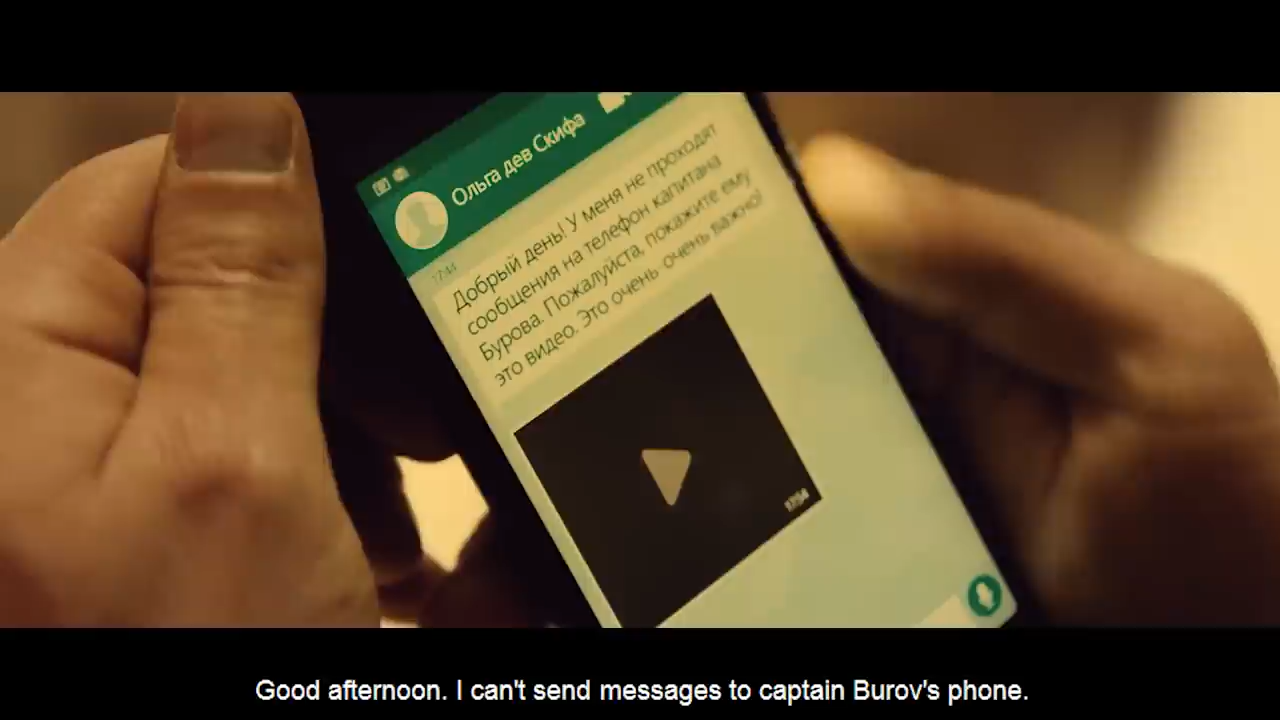 Ольга дев Скифа
17:44
Добрый день! У меня не проходят
сообщения на телефон капитана
Бурова. Пожалуйста, покажите ему
это видео. Это очень очень важно!
Good afternoon. I can't send messages to captain Burov's phone.